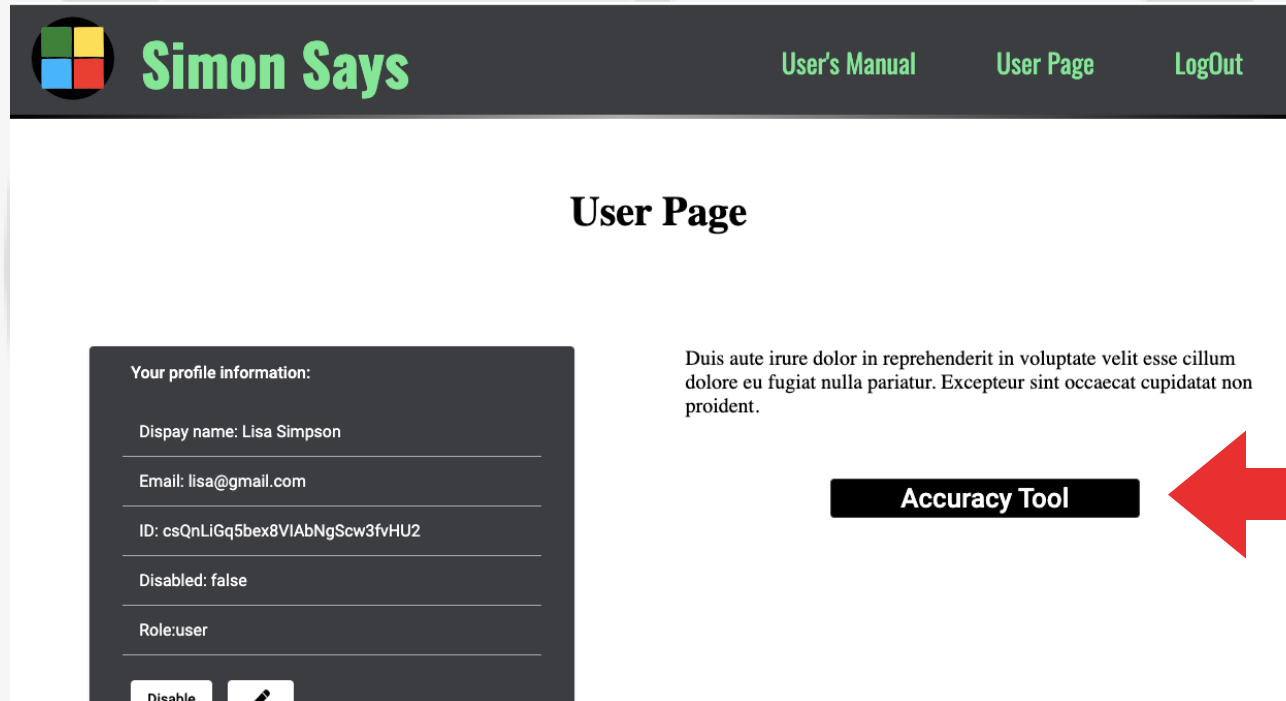 Simon Says
User's Manual
User Page
LogOut
User Page
Your profile information:
Dispay name: Lisa Simpson
Email: lisa@gmail.com
ID: csQnLiGq5bex8VIAbNgScw3fvHU2
Disabled: false
Role:user
Disable
Duis aute irure dolor in reprehenderit in voluptate velit esse cillum
dolore eu fugiat nulla pariatur. Excepteur sint occaecat cupidatat non
proident.
Accuracy Tool